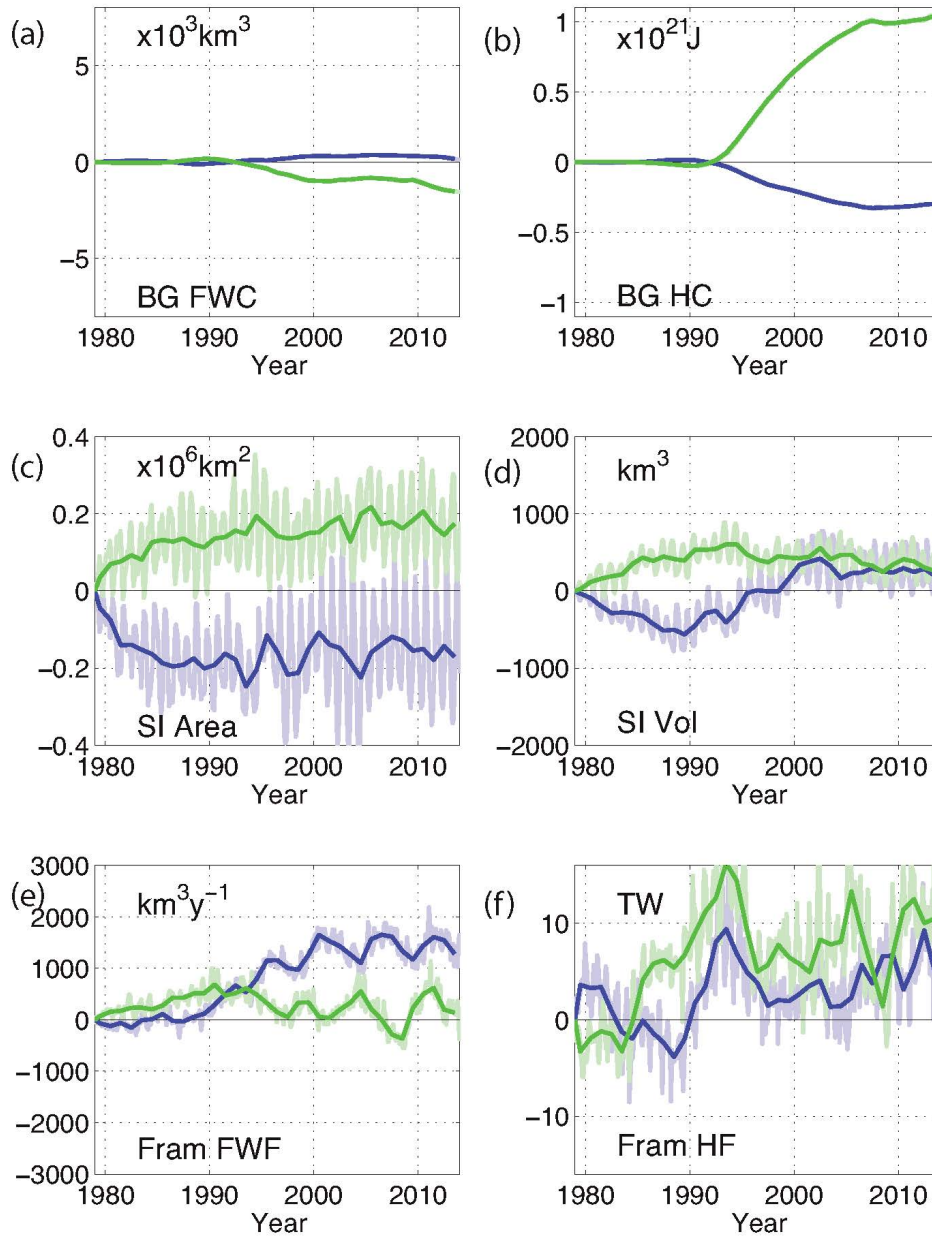 (a)
x10³km³
5
0
−5
BG FWC
1980 1990 2000 2010
Year
(b)
x10²¹J
1
0.5
0
−0.5
−1
BG HC
1980 1990 2000 2010
Year
(c)
x10⁶km²
0.4
0.2
0
−0.2
−0.4
SI Area
1980 1990 2000 2010
Year
(d)
km³
2000
1000
0
−1000
−2000
SI Vol
1980 1990 2000 2010
Year
(e)
km³y⁻¹
3000
2000
1000
0
−1000
−2000
−3000
Fram FWF
1980 1990 2000 2010
Year
(f)
TW
10
0
−10
Fram HF
1980 1990 2000 2010
Year